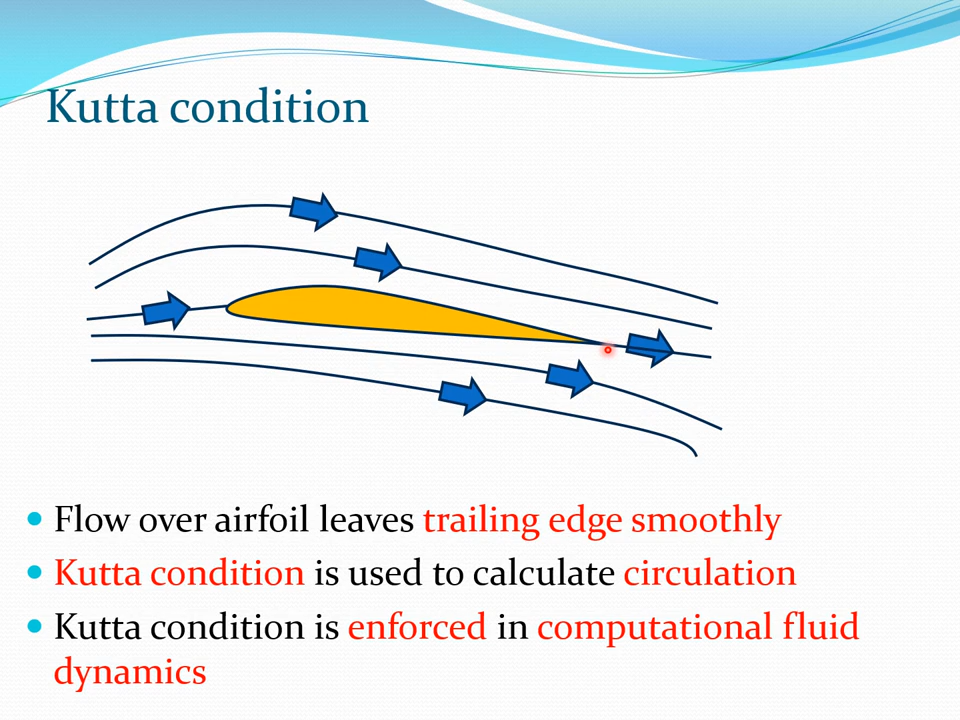 Kutta condition
Flow over airfoil leaves trailing edge smoothly
Kutta condition is used to calculate circulation
Kutta condition is enforced in computational fluid
dynamics